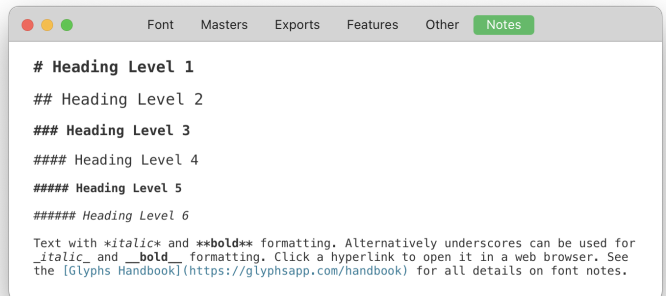 Font Masters Exports Features Other Notes
# Heading Level 1
## Heading Level 2
### Heading Level 3
#### Heading Level 4
##### Heading Level 5
###### Heading Level 6
Text with *italic* and **bold** formatting. Alternatively underscores can be used for
_italic_ and __bold__ formatting. Click a hyperlink to open it in a web browser. See
the [Glyphs Handbook](https://glyphsapp.com/handbook) for all details on font notes.